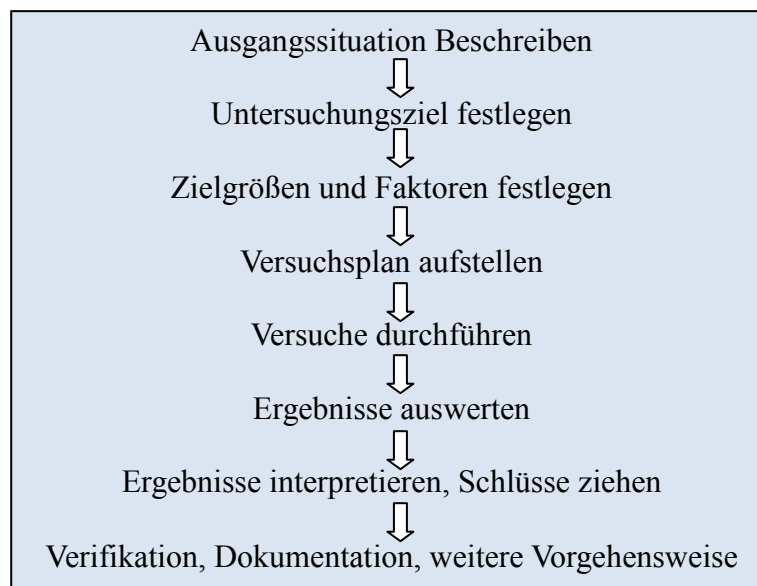 Ausgangssituation Beschreiben
Untersuchungsziel festlegen
Zielgrößen und Faktoren festlegen
Versuchsplan aufstellen
Versuche durchführen
Ergebnisse auswerten
Ergebnisse interpretieren, Schlüsse ziehen
Verifikation, Dokumentation, weitere Vorgehensweise